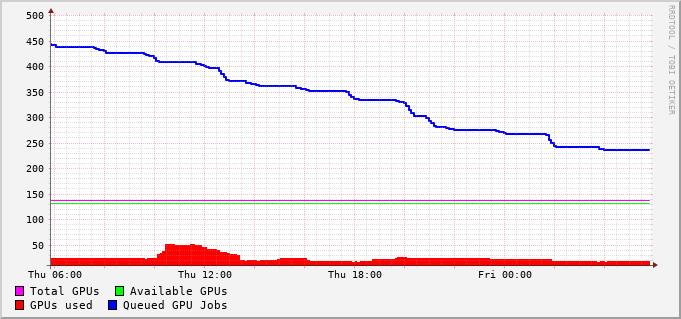 500
450
400
350
300
250
200
150
100
50
Thu 06:00 Thu 12:00 Thu 18:00 Fri 00:00
Total GPUs Available GPUs
GPUs used Queued GPU Jobs
RRDTOOL / TOBI OETIKER